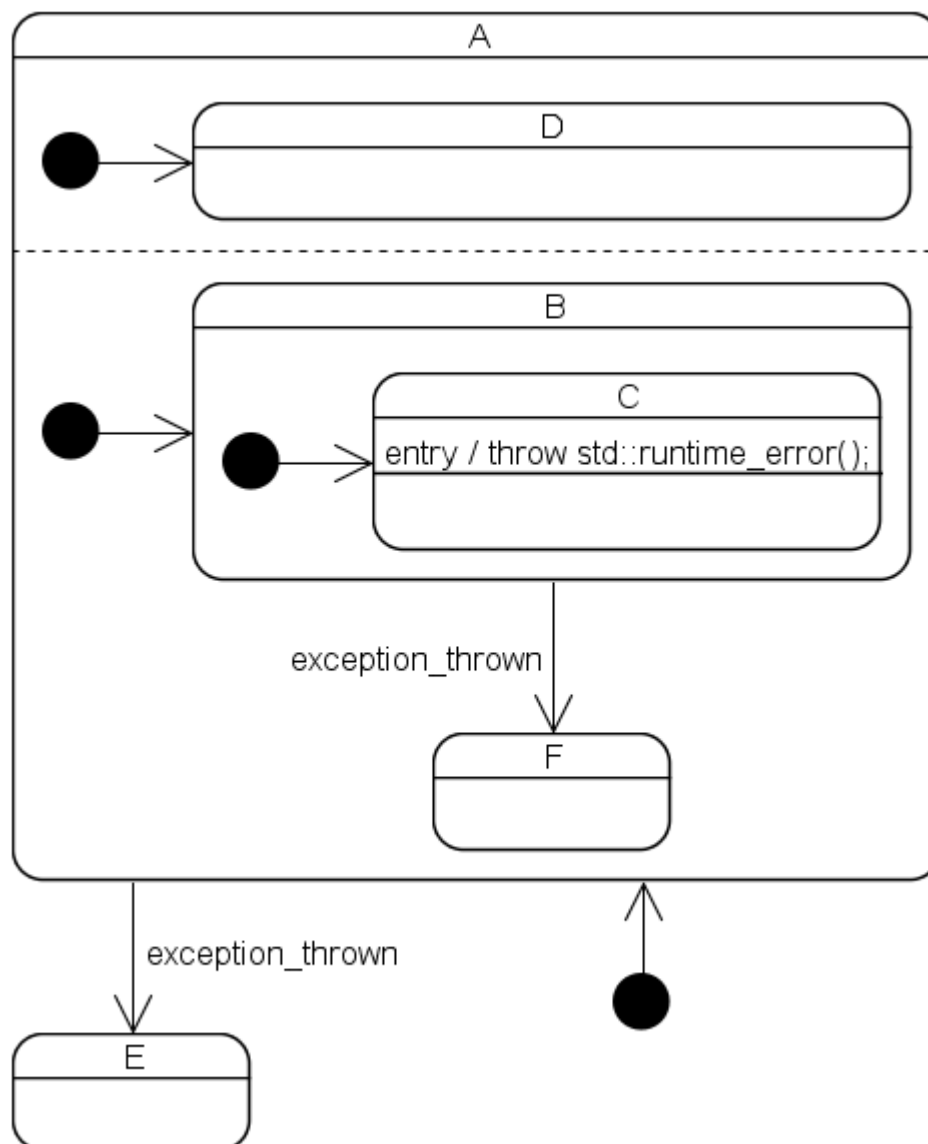 A
D
B
C
entry / throw std::runtime_error();
exception_thrown
F
exception_thrown
E